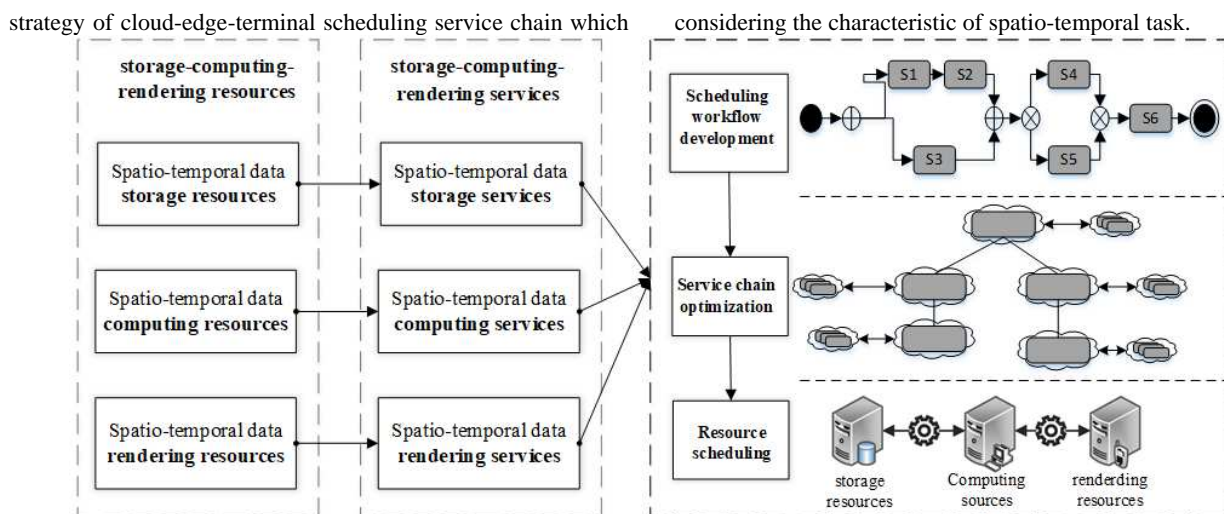 strategy of cloud-edge-terminal scheduling service chain which
considering the characteristic of spatio-temporal task.
storage-computing-
rendering resources
Spatio-temporal data
storage resources
Spatio-temporal data
computing resources
Spatio-temporal data
rendering resources
storage-computing-
rendering services
Spatio-temporal data
storage services
Spatio-temporal data
computing services
Spatio-temporal data
rendering services
Scheduling
workflow
development
S1
S2
S3
S4
S5
S6
Service chain
optimization
Resource
scheduling
storage
resources
Computing
sources
renderding
resources